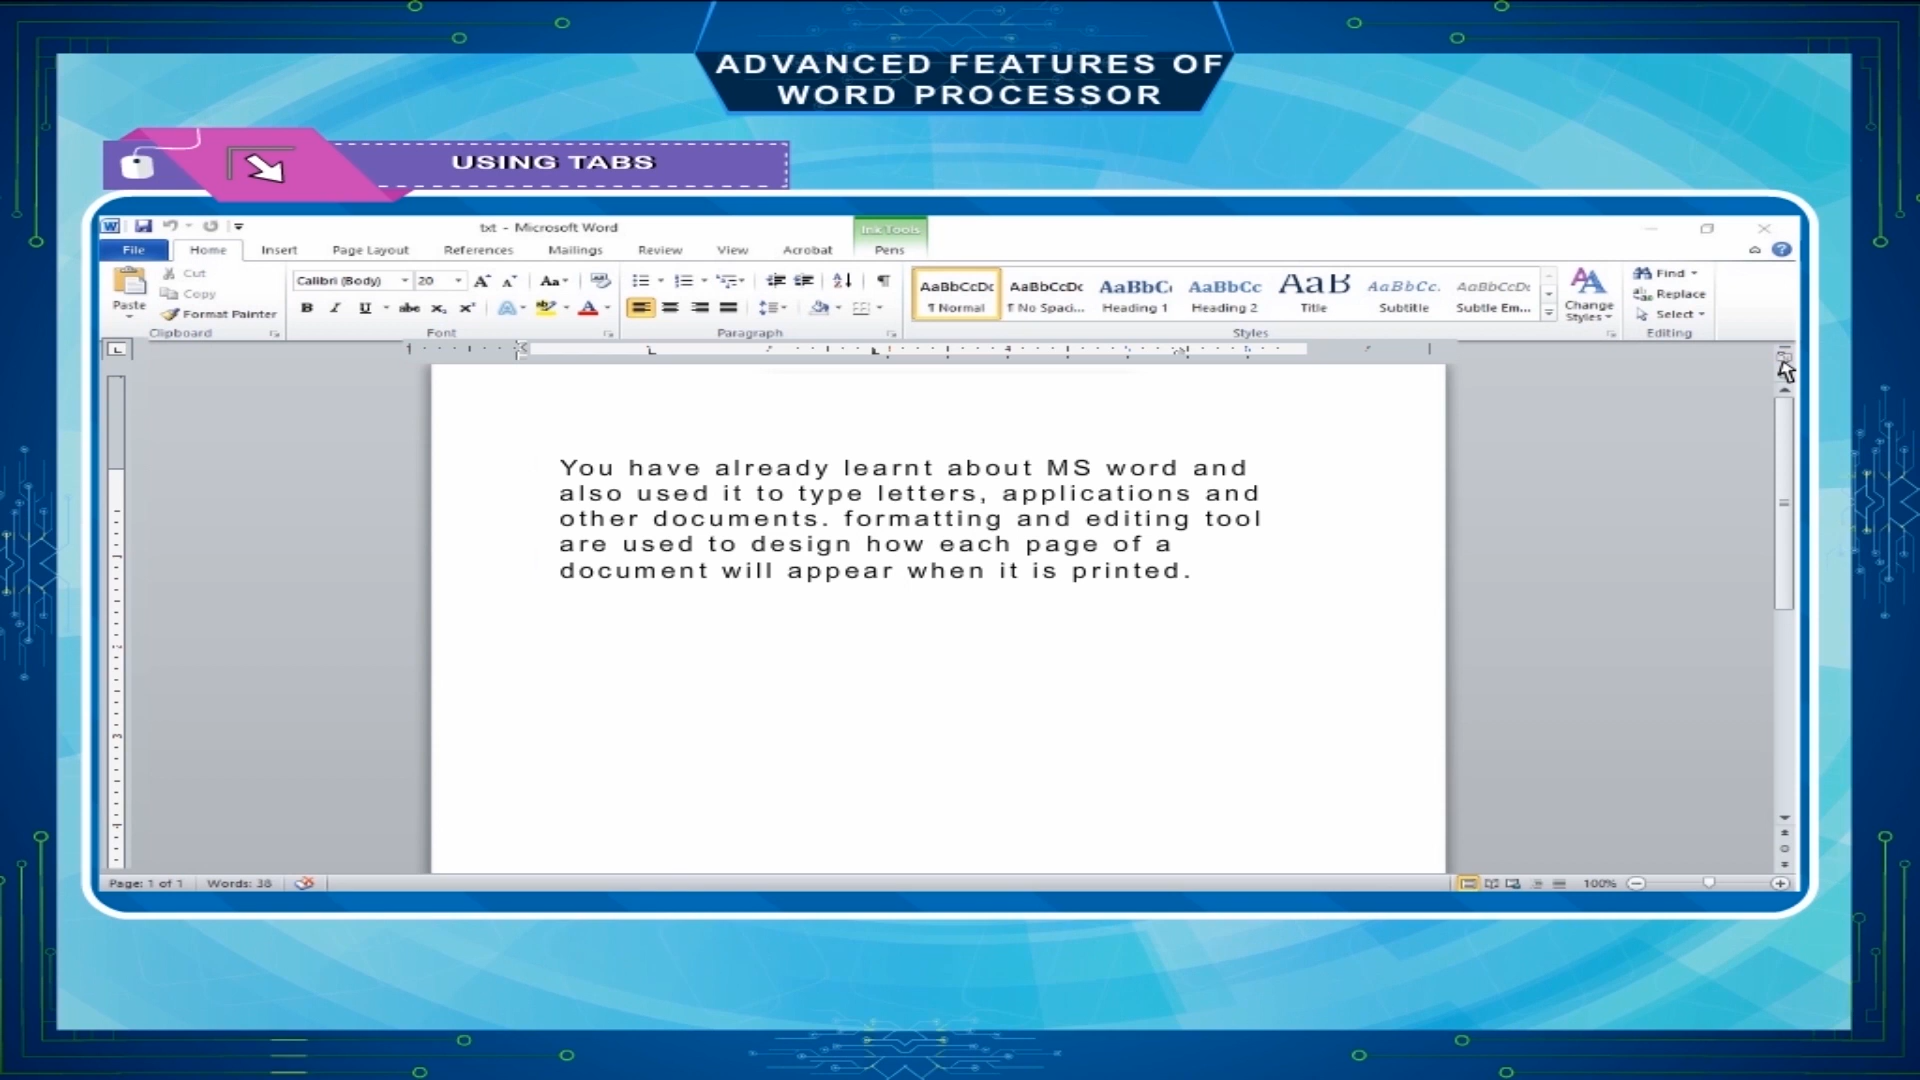 ADVANCED FEATURES OF
WORD PROCESSOR
USING TABS
txt - Microsoft Word
Ink Tools
File Home Insert Page Layout References Mailings Review View Acrobat Pens
Paste
Cut
Copy
Format Painter
Clipboard
Calibri (Body) 20
Font
Paragraph
AaBbCcDc AaBbCcDc AaBbC AaBbCc AaB AaBbCc. AaBbCcDc
¶ Normal ¶ No Spaci... Heading 1 Heading 2 Title Subtitle Subtle Em...
Change
Styles
Styles
Find
Replace
Select
Editing
You have already learnt about MS word and
also used it to type letters, applications and
other documents. formatting and editing tool
are used to design how each page of a
document will appear when it is printed.
Page: 1 of 1 Words: 38 100%